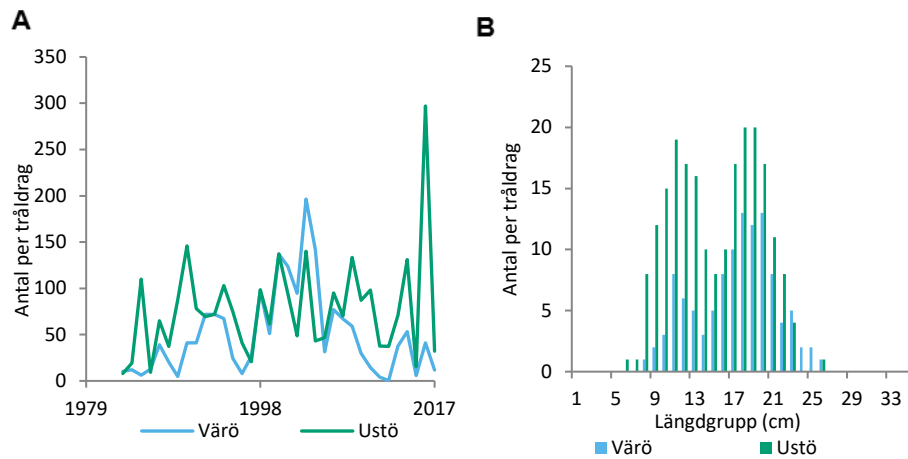 A
350
300
250
200
150
100
50
0
Antal per tråldrag
1979 1998 2017
Värö Ustö
B
25
20
15
10
5
0
Antal per tråldrag
1 5 9 13 17 21 25 29 33
Längdgrupp (cm)
Värö Ustö